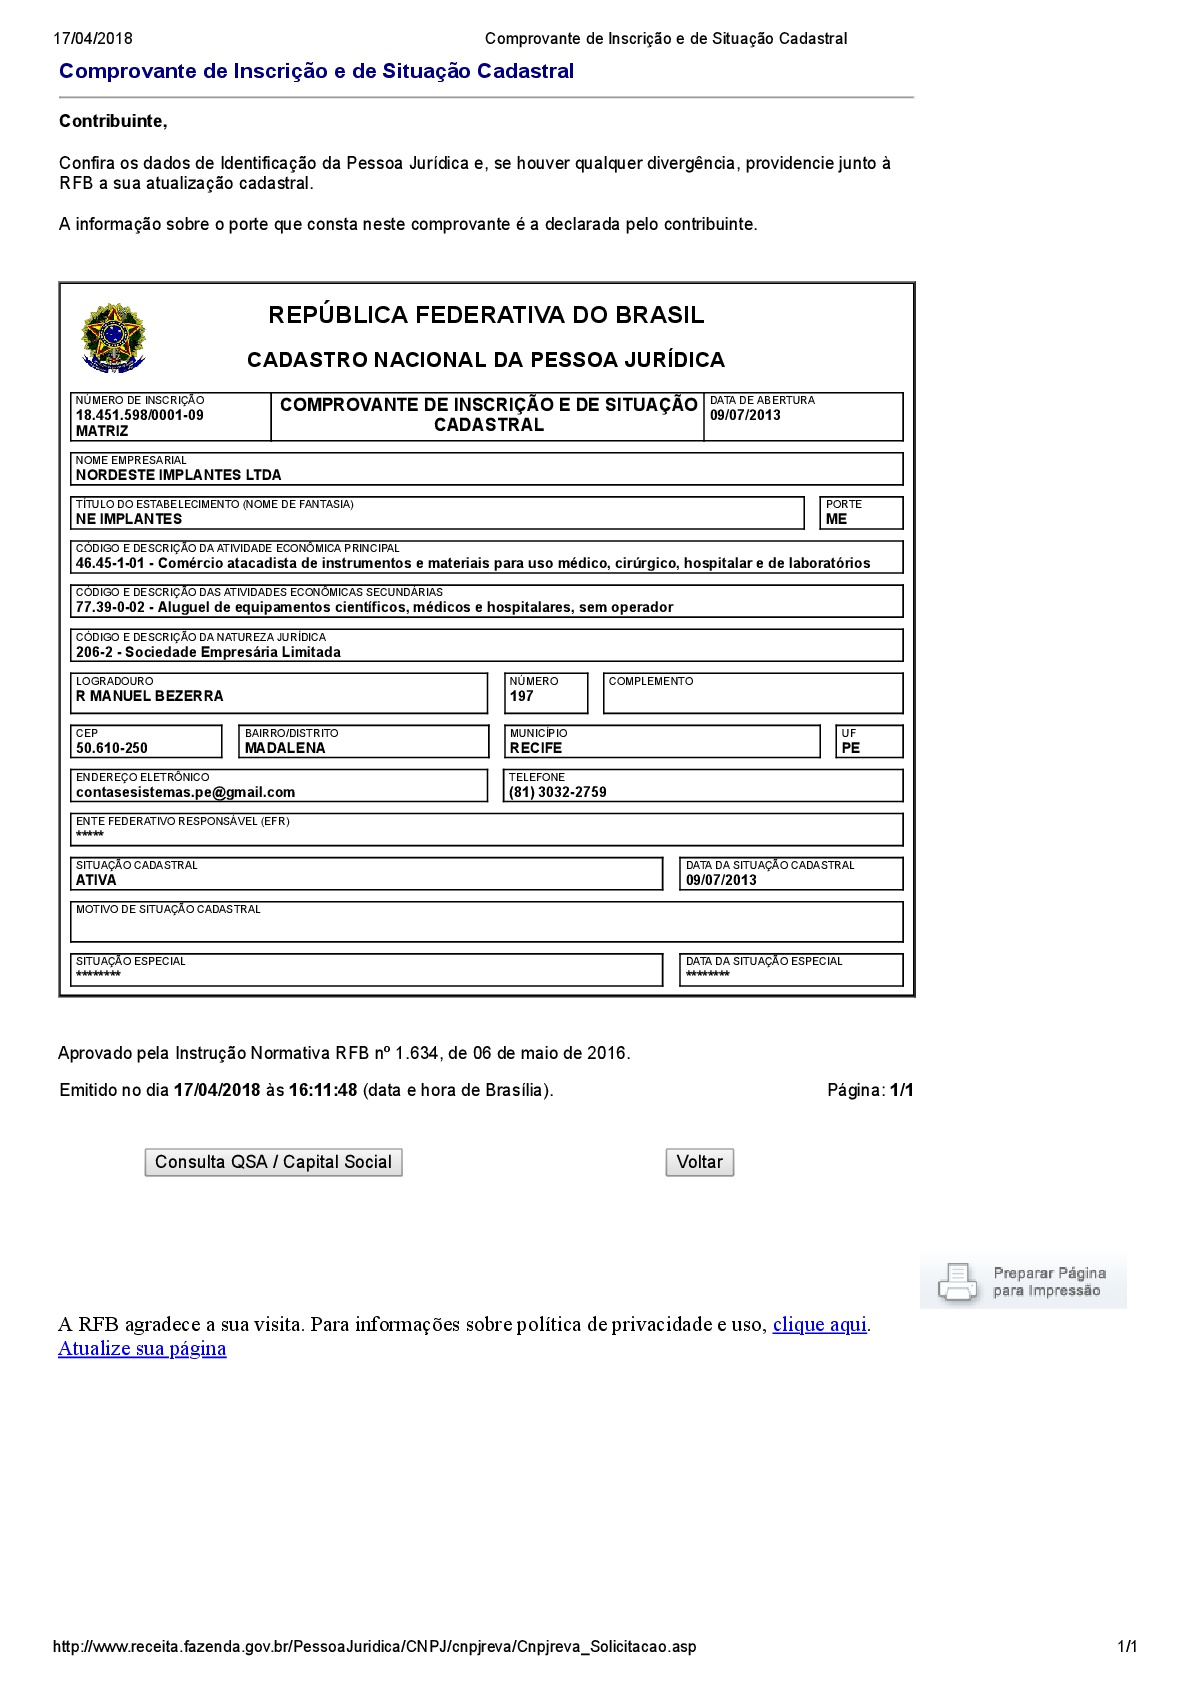 17/04/2018 Comprovante de Inscrição e de Situação Cadastral
Comprovante de Inscrição e de Situação Cadastral
Contribuinte,
Confira os dados de Identificação da Pessoa Jurídica e, se houver qualquer divergência, providencie junto à
RFB a sua atualização cadastral.
A informação sobre o porte que consta neste comprovante é a declarada pelo contribuinte.
REPÚBLICA FEDERATIVA DO BRASIL
CADASTRO NACIONAL DA PESSOA JURÍDICA
NÚMERO DE INSCRIÇÃO
18.451.598/0001-09
MATRIZ
COMPROVANTE DE INSCRIÇÃO E DE SITUAÇÃO
CADASTRAL
DATA DE ABERTURA
09/07/2013
NOME EMPRESARIAL
NORDESTE IMPLANTES LTDA
TÍTULO DO ESTABELECIMENTO (NOME DE FANTASIA)
NE IMPLANTES
PORTE
ME
CÓDIGO E DESCRIÇÃO DA ATIVIDADE ECONÔMICA PRINCIPAL
46.45-1-01 - Comércio atacadista de instrumentos e materiais para uso médico, cirúrgico, hospitalar e de laboratórios
CÓDIGO E DESCRIÇÃO DAS ATIVIDADES ECONÔMICAS SECUNDÁRIAS
77.39-0-02 - Aluguel de equipamentos científicos, médicos e hospitalares, sem operador
CÓDIGO E DESCRIÇÃO DA NATUREZA JURÍDICA
206-2 - Sociedade Empresária Limitada
LOGRADOURO
R MANUEL BEZERRA
NÚMERO
197
COMPLEMENTO
CEP
50.610-250
BAIRRO/DISTRITO
MADALENA
MUNICÍPIO
RECIFE
UF
PE
ENDEREÇO ELETRÔNICO
contasesistemas.pe@gmail.com
TELEFONE
(81) 3032-2759
ENTE FEDERATIVO RESPONSÁVEL (EFR)
*****
SITUAÇÃO CADASTRAL
ATIVA
DATA DA SITUAÇÃO CADASTRAL
09/07/2013
MOTIVO DE SITUAÇÃO CADASTRAL
SITUAÇÃO ESPECIAL
********
DATA DA SITUAÇÃO ESPECIAL
********
Aprovado pela Instrução Normativa RFB nº 1.634, de 06 de maio de 2016.
Emitido no dia 17/04/2018 às 16:11:48 (data e hora de Brasília). Página: 1/1
Consulta QSA / Capital Social Voltar
Preparar Página
para Impressão
A RFB agradece a sua visita. Para informações sobre política de privacidade e uso, clique aqui.
Atualize sua página
http://www.receita.fazenda.gov.br/PessoaJuridica/CNPJ/cnpjreva/Cnpjreva_Solicitacao.asp 1/1